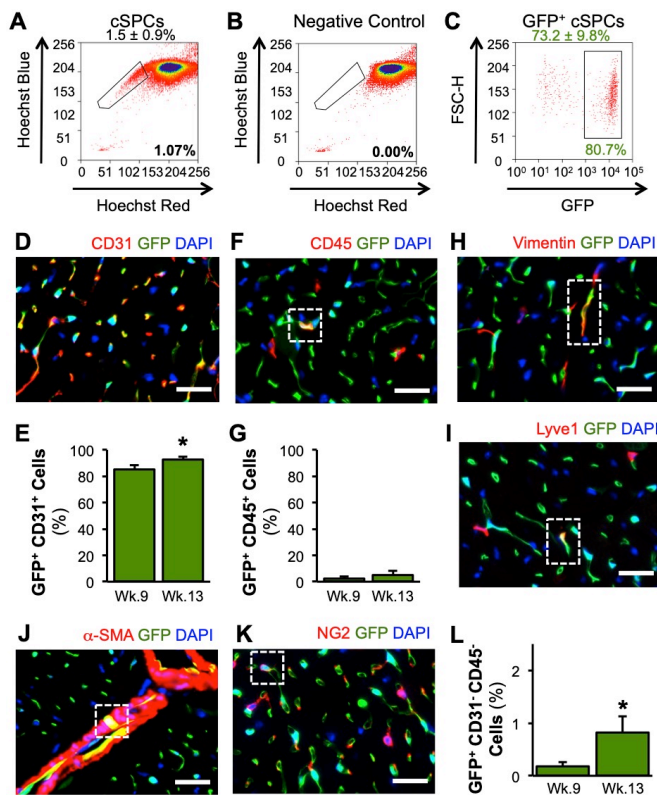 A
cSPCs
1.5 ± 0.9%
Hoechst Blue
256
204
153
102
51
0
1.07%
0 51 102 153 204 256
Hoechst Red
B
Negative Control
Hoechst Blue
256
204
153
102
51
0
0.00%
0 51 102 153 204 256
Hoechst Red
C
GFP⁺ cSPCs
73.2 ± 9.8%
FSC-H
256
204
153
102
51
0
80.7%
10⁰ 10¹ 10² 10³ 10⁴ 10⁵
GFP
D
CD31 GFP DAPI
F
CD45 GFP DAPI
H
Vimentin GFP DAPI
E
GFP⁺ CD31⁺ Cells
(%)
100
80
60
40
20
0
*
Wk.9 Wk.13
G
GFP⁺ CD45⁺ Cells
(%)
100
80
60
40
20
0
Wk.9 Wk.13
I
Lyve1 GFP DAPI
J
α-SMA GFP DAPI
K
NG2 GFP DAPI
L
GFP⁺ CD31⁻ CD45⁻
Cells (%)
2
1
0
*
Wk.9 Wk.13